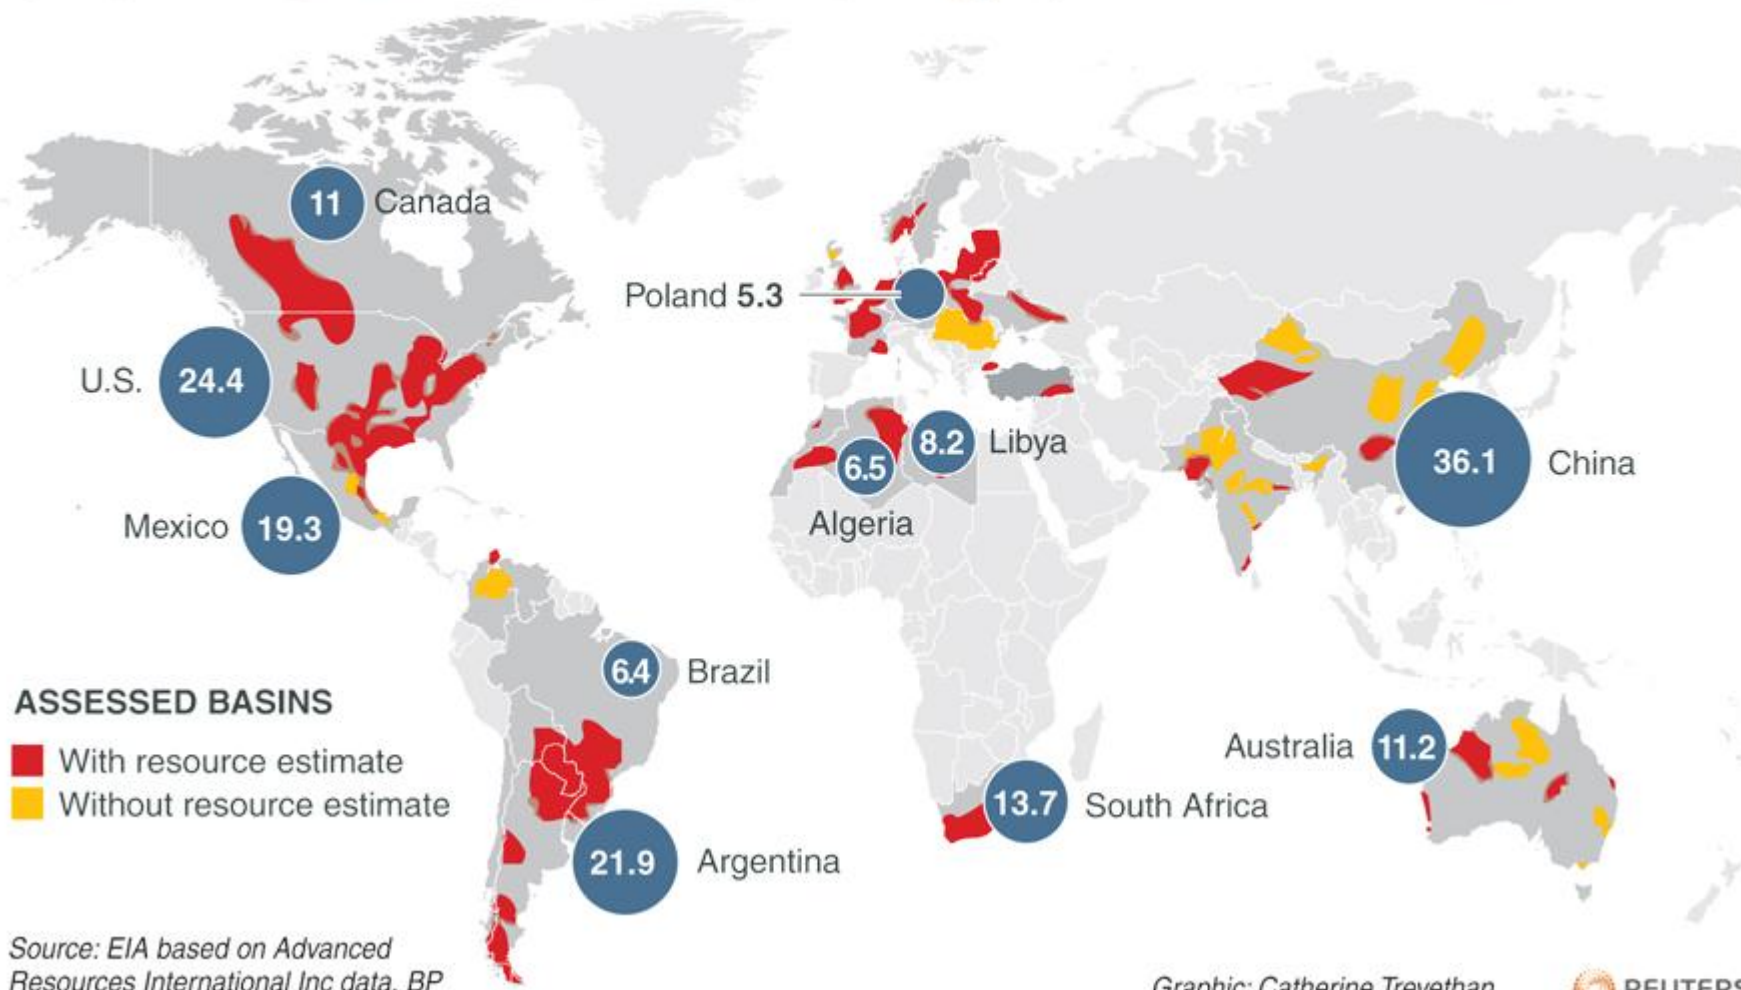 11 Canada
Poland 5.3
U.S. 24.4
8.2 Libya
6.5
Algeria
36.1 China
Mexico 19.3
6.4 Brazil
ASSESSED BASINS
With resource estimate
Without resource estimate
Australia 11.2
13.7 South Africa
21.9 Argentina
Source: EIA based on Advanced
Resources International Inc data, BP
Graphic: Catherine Trevethan
REUTERS